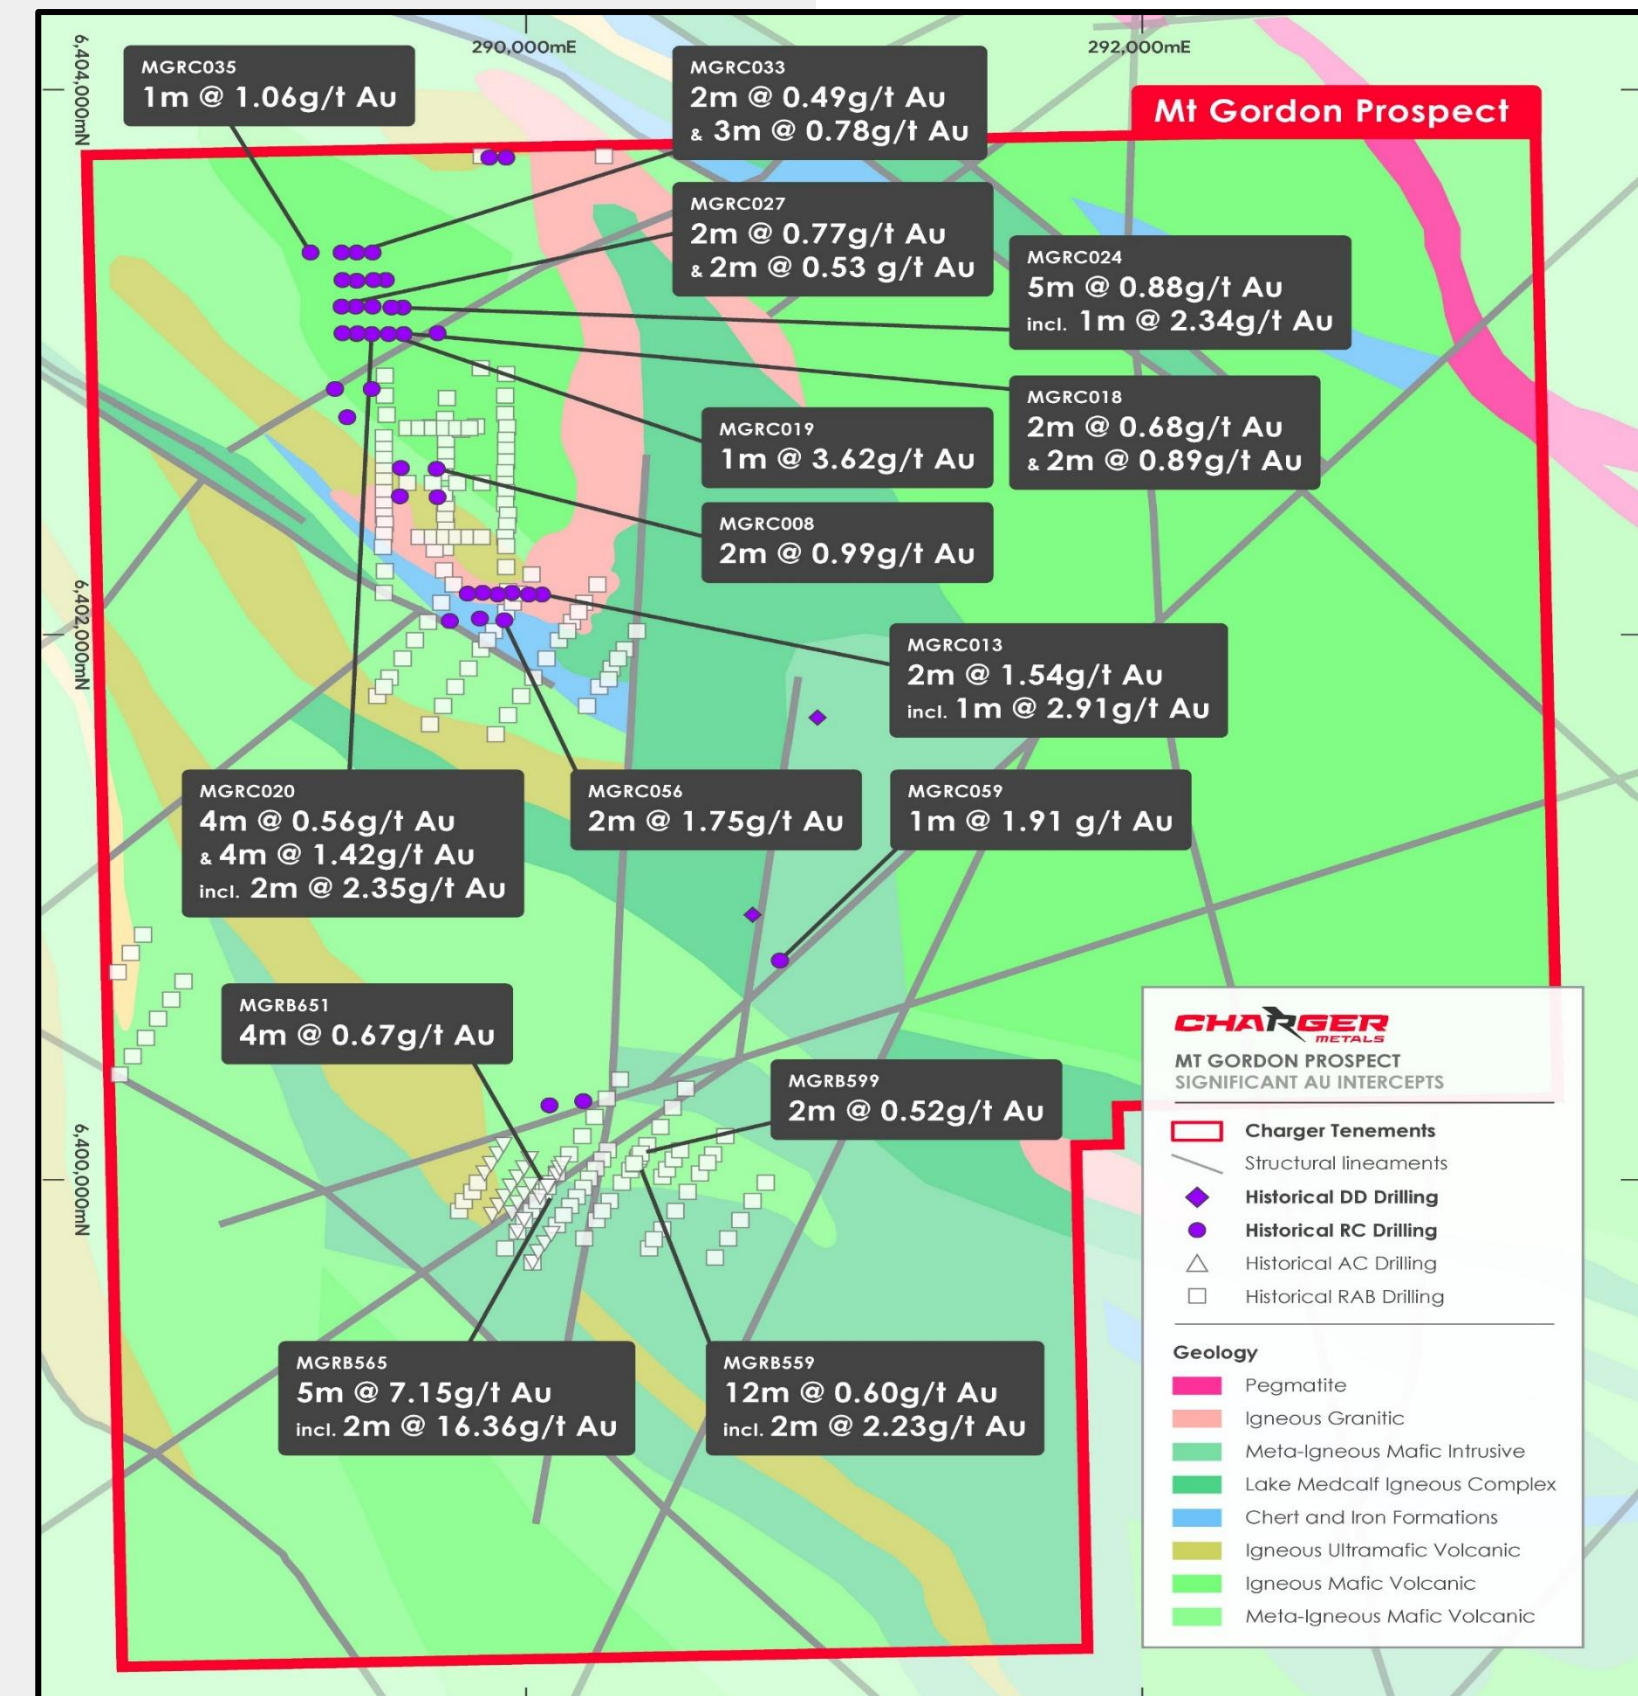 290,000mE
292,000mE
6,404,000mN
6,402,000mN
6,400,000mN
Mt Gordon Prospect
MGRC035
1m @ 1.06g/t Au
MGRC033
2m @ 0.49g/t Au
& 3m @ 0.78g/t Au
MGRC027
2m @ 0.77g/t Au
& 2m @ 0.53 g/t Au
MGRC024
5m @ 0.88g/t Au
incl. 1m @ 2.34g/t Au
MGRC018
2m @ 0.68g/t Au
& 2m @ 0.89g/t Au
MGRC019
1m @ 3.62g/t Au
MGRC008
2m @ 0.99g/t Au
MGRC013
2m @ 1.54g/t Au
incl. 1m @ 2.91g/t Au
MGRC020
4m @ 0.56g/t Au
& 4m @ 1.42g/t Au
incl. 2m @ 2.35g/t Au
MGRC056
2m @ 1.75g/t Au
MGRC059
1m @ 1.91 g/t Au
MGRB651
4m @ 0.67g/t Au
MGRB599
2m @ 0.52g/t Au
MGRB565
5m @ 7.15g/t Au
incl. 2m @ 16.36g/t Au
MGRB559
12m @ 0.60g/t Au
incl. 2m @ 2.23g/t Au
CHARGER
METALS
MT GORDON PROSPECT
SIGNIFICANT AU INTERCEPTS
Charger Tenements
Structural lineaments
Historical DD Drilling
Historical RC Drilling
Historical AC Drilling
Historical RAB Drilling
Geology
Pegmatite
Igneous Granitic
Meta-Igneous Mafic Intrusive
Lake Medcalf Igneous Complex
Chert and Iron Formations
Igneous Ultramafic Volcanic
Igneous Mafic Volcanic
Meta-Igneous Mafic Volcanic